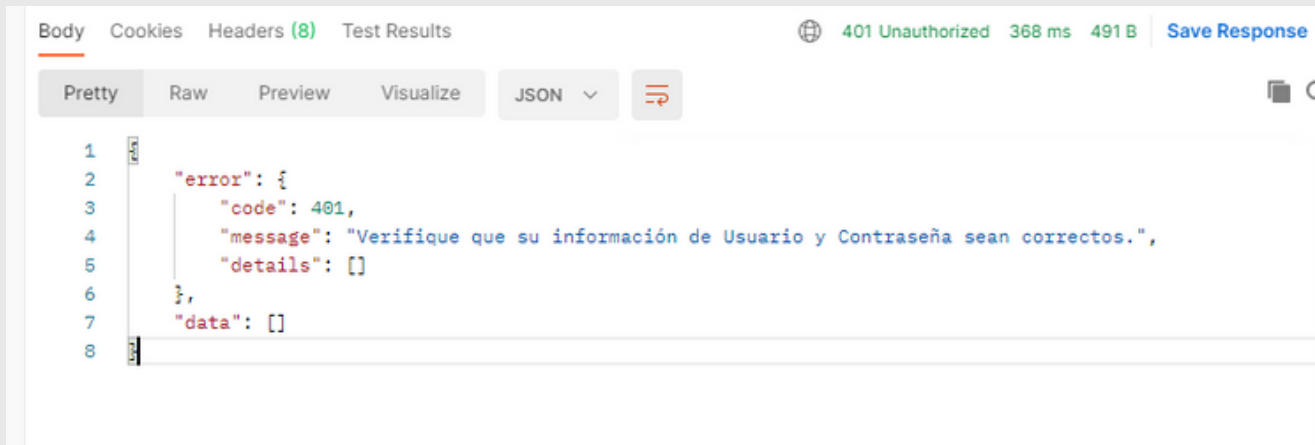 Body Cookies Headers (8) Test Results 401 Unauthorized 368 ms 491 B Save Response
Pretty Raw Preview Visualize JSON
1 {
2 "error": {
3 "code": 401,
4 "message": "Verifique que su información de Usuario y Contraseña sean correctos.",
5 "details": []
6 },
7 "data": []
8 }